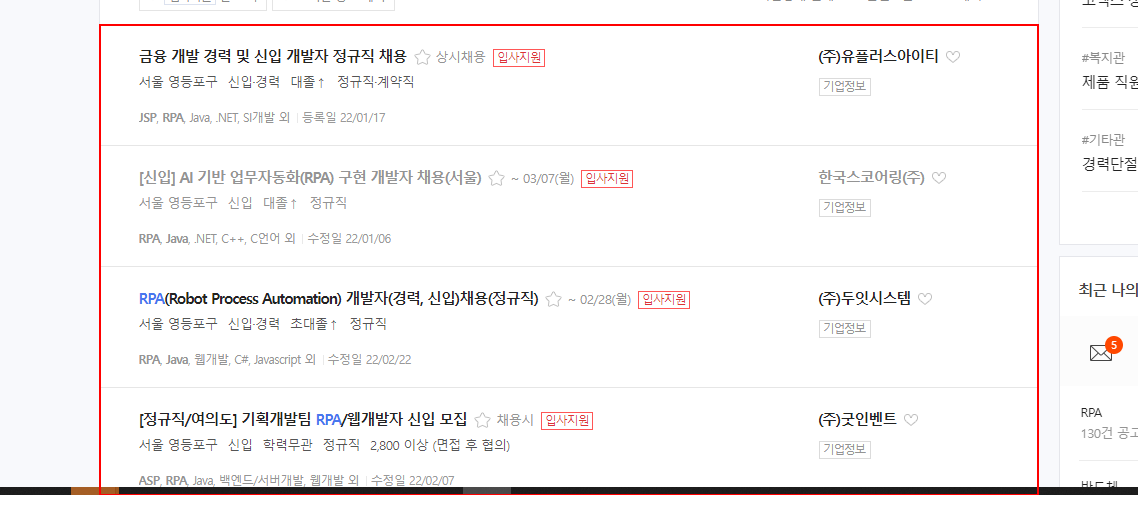 금융 개발 경력 및 신입 개발자 정규직 채용 상시채용 입사지원 (주)유플러스아이티
서울 영등포구 신입·경력 대졸↑ 정규직·계약직 기업정보
JSP, RPA, Java, .NET, SI개발 외 등록일 22/01/17
[신입] AI 기반 업무자동화(RPA) 구현 개발자 채용(서울) ~ 03/07(월) 입사지원 한국스코어링(주)
서울 영등포구 신입 대졸↑ 정규직 기업정보
RPA, Java, .NET, C++, C언어 외 수정일 22/01/06
RPA(Robot Process Automation) 개발자(경력, 신입)채용(정규직) ~ 02/28(월) 입사지원 (주)두잇시스템
서울 영등포구 신입·경력 초대졸↑ 정규직 기업정보
RPA, Java, 웹개발, C#, Javascript 외 수정일 22/02/22
[정규직/여의도] 기획개발팀 RPA/웹개발자 신입 모집 채용시 입사지원 (주)굿인벤트
서울 영등포구 신입 학력무관 정규직 2,800 이상 (면접 후 협의) 기업정보
ASP, RPA, Java, 백엔드/서버개발, 웹개발 외 수정일 22/02/07
#복지관
제품 직원
#기타관
경력단절
최근 나의
5
RPA
130건 공고